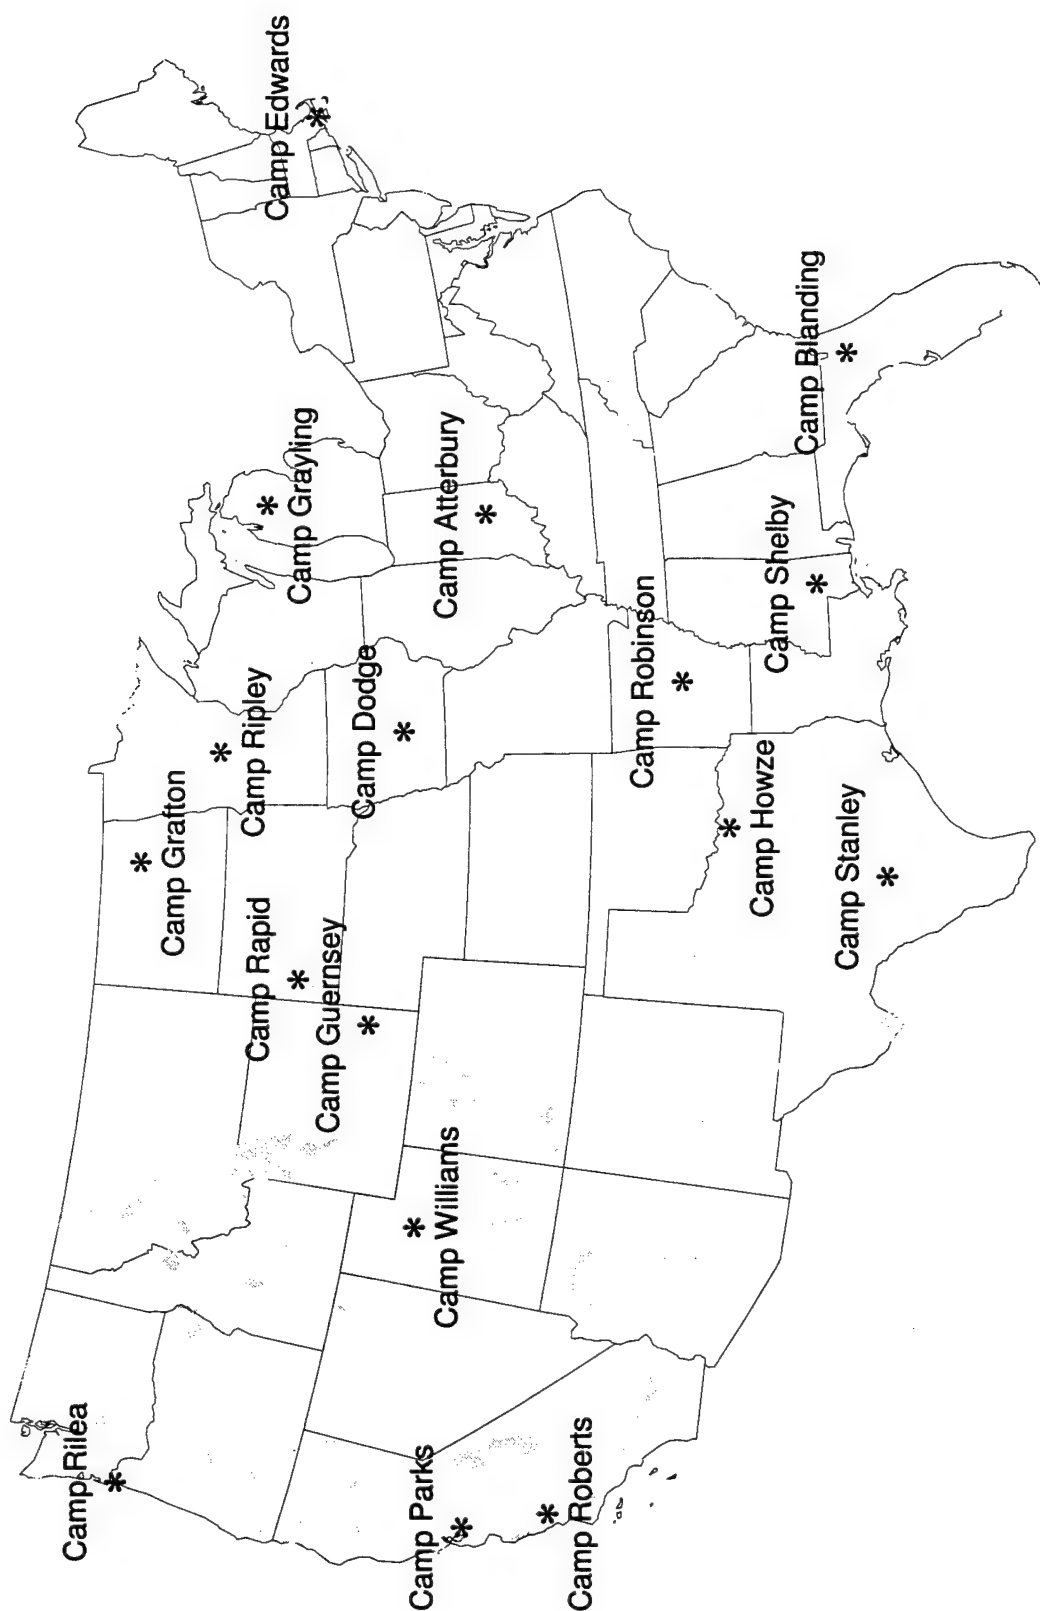 Camp Rilea
Camp Parks
Camp Roberts
Camp Williams
Camp Rapid
Camp Guernsey
Camp Grafton
Camp Ripley
Camp Dodge
Camp Stanley
Camp Howze
Camp Robinson
Camp Shelby
Camp Grayling
Camp Atterbury
Camp Blanding
Camp Edwards